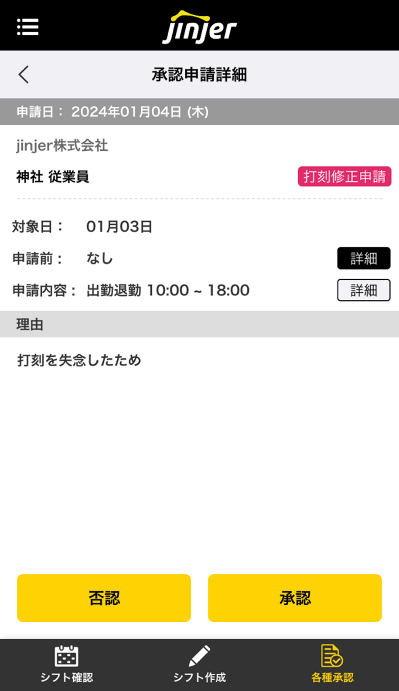 jinjer
承認申請詳細
申請日： 2024年01月04日 (木)
jinjer株式会社
神社 従業員 打刻修正申請
対象日： 01月03日
申請前： なし 詳細
申請内容： 出勤退勤 10:00 ~ 18:00 詳細
理由
打刻を失念したため
否認 承認
シフト確認 シフト作成 各種承認